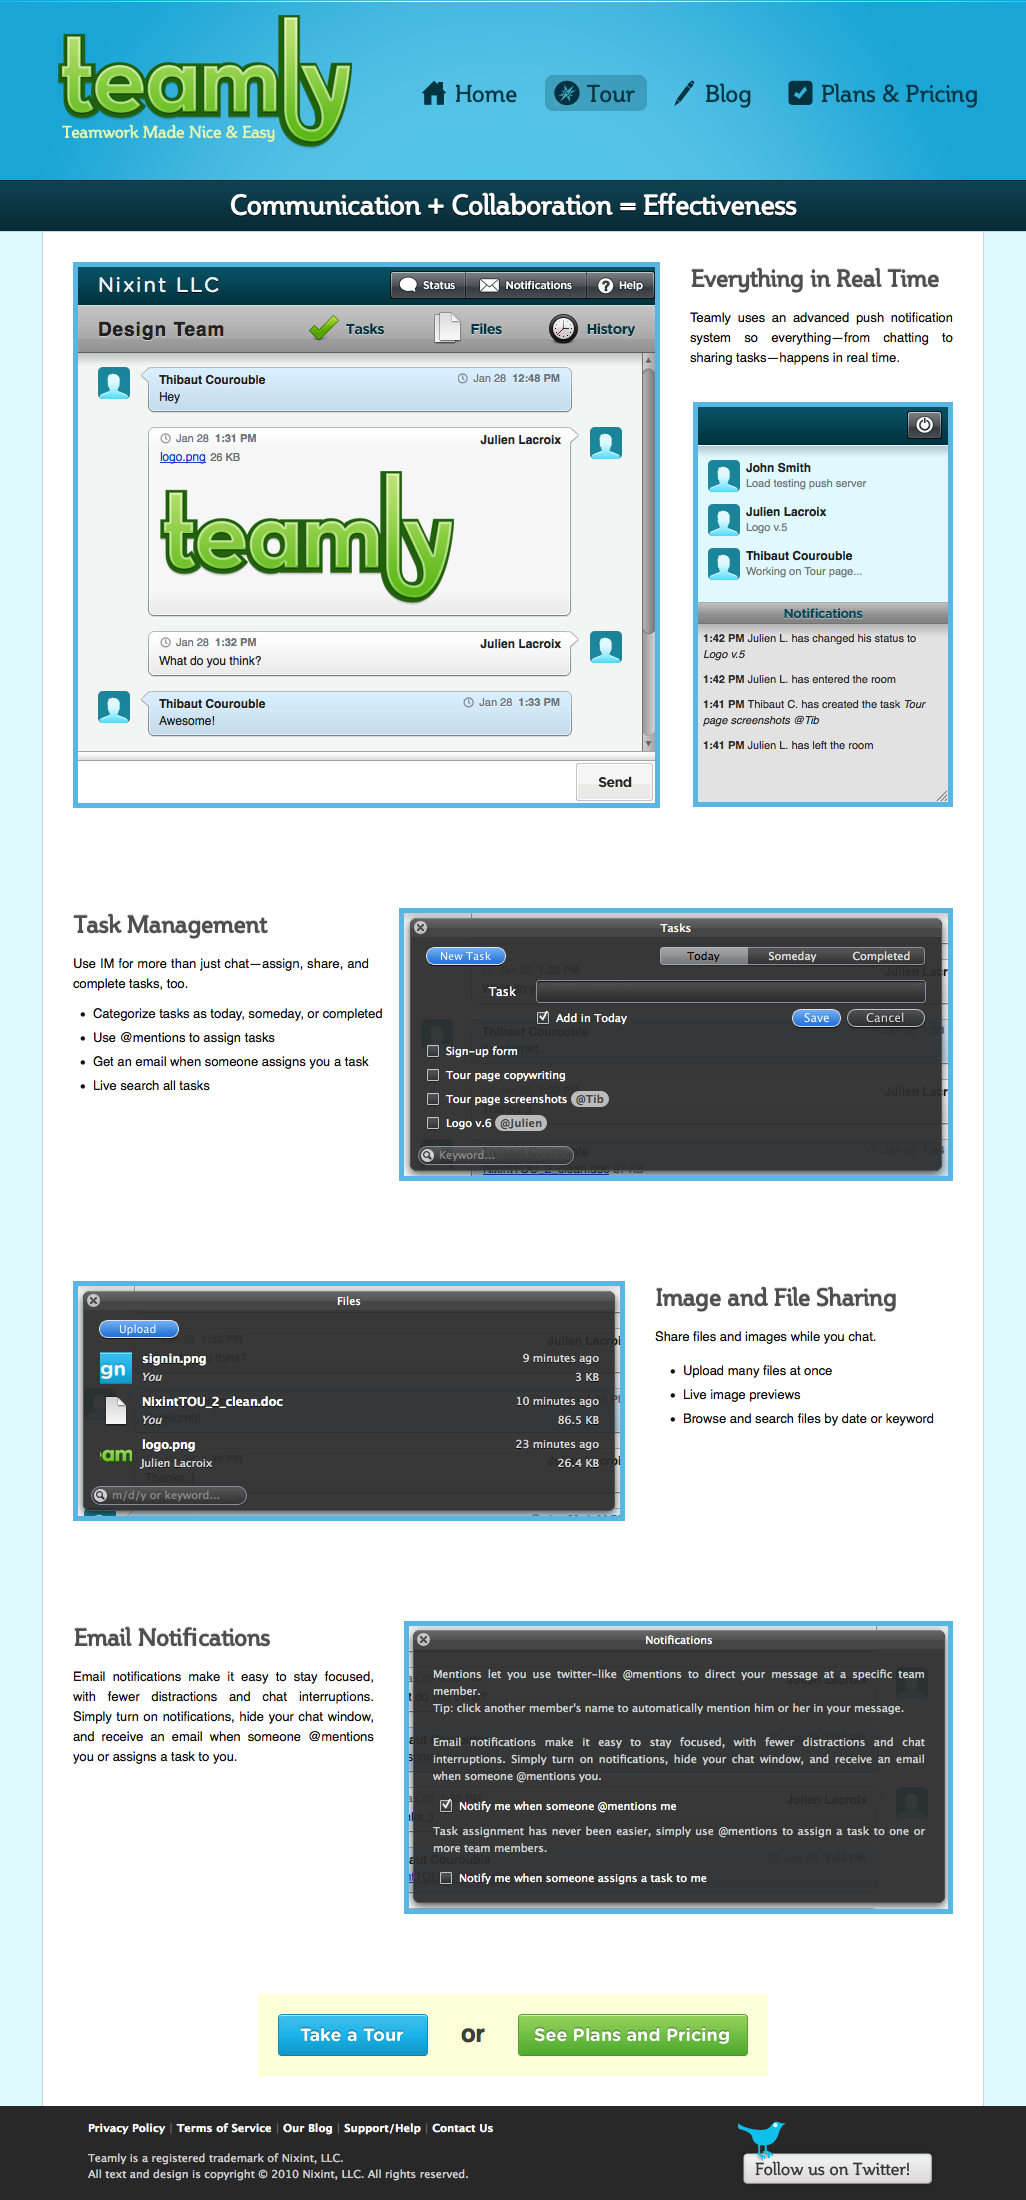 teamly
Teamwork Made Nice & Easy
Home
Tour
Blog
Plans & Pricing
Communication + Collaboration = Effectiveness
Nixint LLC
Status
Notifications
Help
Design Team
Tasks
Files
History
Thibaut Courouble
Jan 28 12:48 PM
Hey
Jan 28 1:31 PM
Julien Lacroix
logo.png 26 KB
teamly
Jan 28 1:32 PM
Julien Lacroix
What do you think?
Thibaut Courouble
Jan 28 1:33 PM
Awesome!
Send
Everything in Real Time
Teamly uses an advanced push notification
system so everything—from chatting to
sharing tasks—happens in real time.
John Smith
Load testing push server
Julien Lacroix
Logo v.5
Thibaut Courouble
Working on Tour page...
Notifications
1:42 PM Julien L. has changed his status to
Logo v.5
1:42 PM Julien L. has entered the room
1:41 PM Thibaut C. has created the task Tour
page screenshots @Tib
1:41 PM Julien L. has left the room
Task Management
Use IM for more than just chat—assign, share, and
complete tasks, too.
• Categorize tasks as today, someday, or completed
• Use @mentions to assign tasks
• Get an email when someone assigns you a task
• Live search all tasks
Tasks
New Task
Today
Someday
Completed
Task
Add in Today
Save
Cancel
Sign-up form
Tour page copywriting
Tour page screenshots @Tib
Logo v.6 @Julien
Keyword...
Files
Upload
signin.png
9 minutes ago
You
3 KB
NixintTOU_2_clean.doc
10 minutes ago
You
86.5 KB
logo.png
23 minutes ago
Julien Lacroix
26.4 KB
m/d/y or keyword...
Image and File Sharing
Share files and images while you chat.
• Upload many files at once
• Live image previews
• Browse and search files by date or keyword
Email Notifications
Email notifications make it easy to stay focused,
with fewer distractions and chat interruptions.
Simply turn on notifications, hide your chat window,
and receive an email when someone @mentions
you or assigns a task to you.
Notifications
Mentions let you use twitter-like @mentions to direct your message at a specific team
member.
Tip: click another member's name to automatically mention him or her in your message.
Email notifications make it easy to stay focused, with fewer distractions and chat
interruptions. Simply turn on notifications, hide your chat window, and receive an email
when someone @mentions you.
Notify me when someone @mentions me
Task assignment has never been easier, simply use @mentions to assign a task to one or
more team members.
Notify me when someone assigns a task to me
Take a Tour
or
See Plans and Pricing
Privacy Policy | Terms of Service | Our Blog | Support/Help | Contact Us
Teamly is a registered trademark of Nixint, LLC.
All text and design is copyright © 2010 Nixint, LLC. All rights reserved.
Follow us on Twitter!